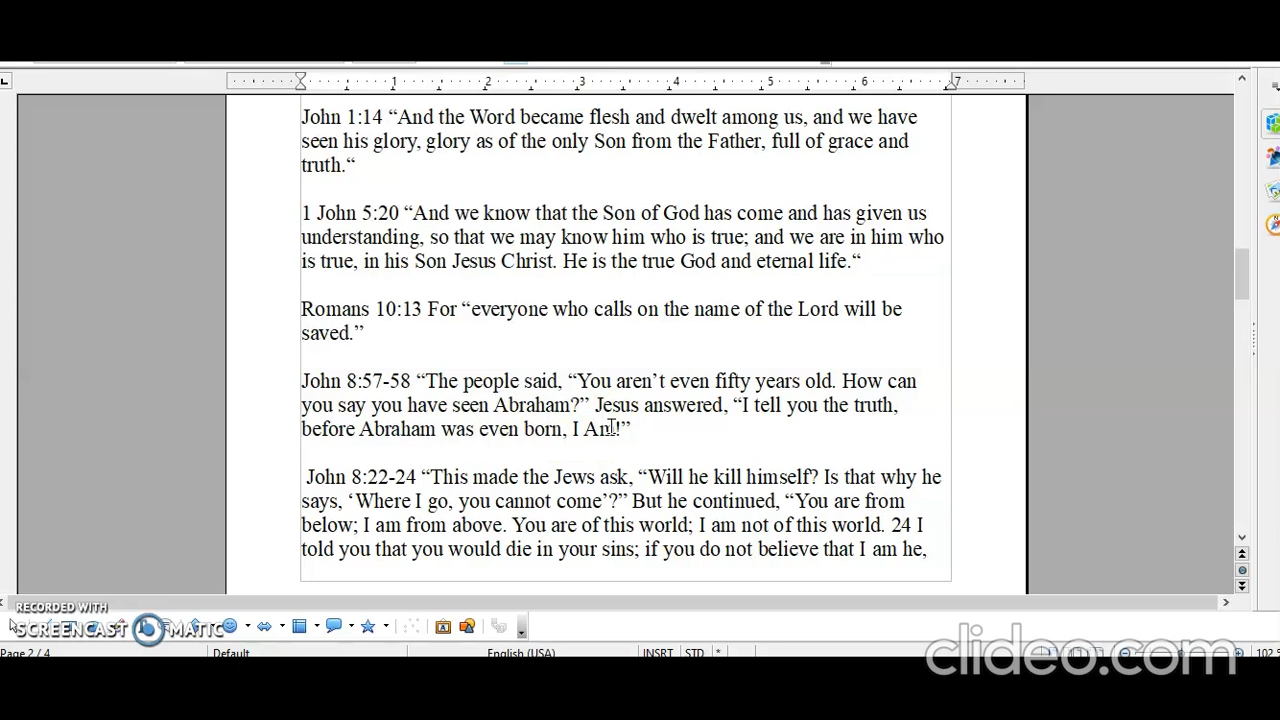 1 2 3 4 5 6 7
John 1:14 “And the Word became flesh and dwelt among us, and we have
seen his glory, glory as of the only Son from the Father, full of grace and
truth.“
1 John 5:20 “And we know that the Son of God has come and has given us
understanding, so that we may know him who is true; and we are in him who
is true, in his Son Jesus Christ. He is the true God and eternal life.“
Romans 10:13 For “everyone who calls on the name of the Lord will be
saved.”
John 8:57-58 “The people said, “You aren’t even fifty years old. How can
you say you have seen Abraham?” Jesus answered, “I tell you the truth,
before Abraham was even born, I Am!”
John 8:22-24 “This made the Jews ask, “Will he kill himself? Is that why he
says, ‘Where I go, you cannot come’?” But he continued, “You are from
below; I am from above. You are of this world; I am not of this world. 24 I
told you that you would die in your sins; if you do not believe that I am he,
RECORDED WITH
SCREENCAST MATIC
Page 2 / 4 Default English (USA) INSRT STD * 102.5
clideo.com